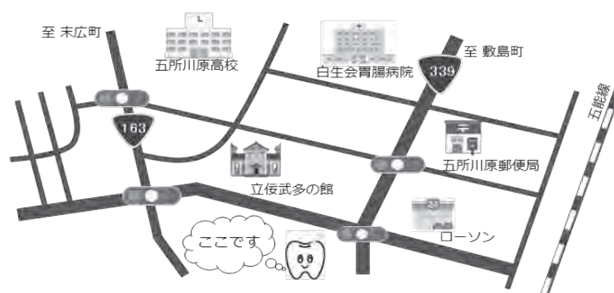 至 末広町
五所川原高校
白生会胃腸病院
至 敷島町
339
五能線
163
五所川原郵便局
立佞武多の館
ローソン
ここです